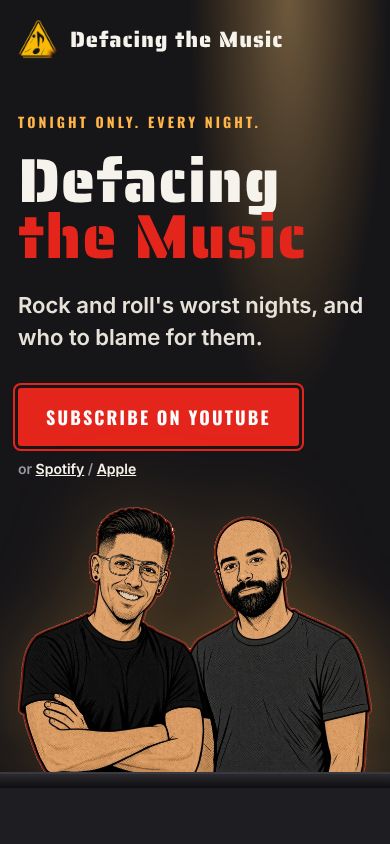 Defacing the Music
TONIGHT ONLY. EVERY NIGHT.
Defacing
the Music
Rock and roll's worst nights, and
who to blame for them.
SUBSCRIBE ON YOUTUBE
or Spotify / Apple